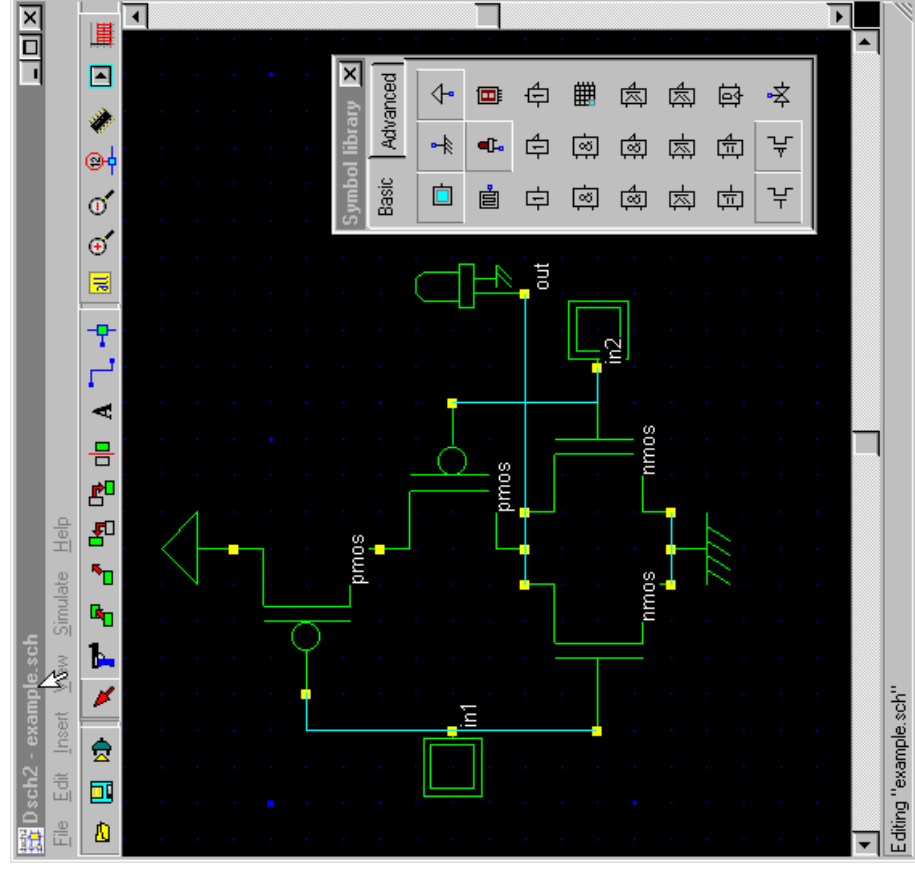 Dsch2 - example.sch
File Edit Insert View Simulate Help
Symbol library
Basic Advanced
pmos
pmos
out
in1
in2
nmos
nmos
Editing "example.sch"